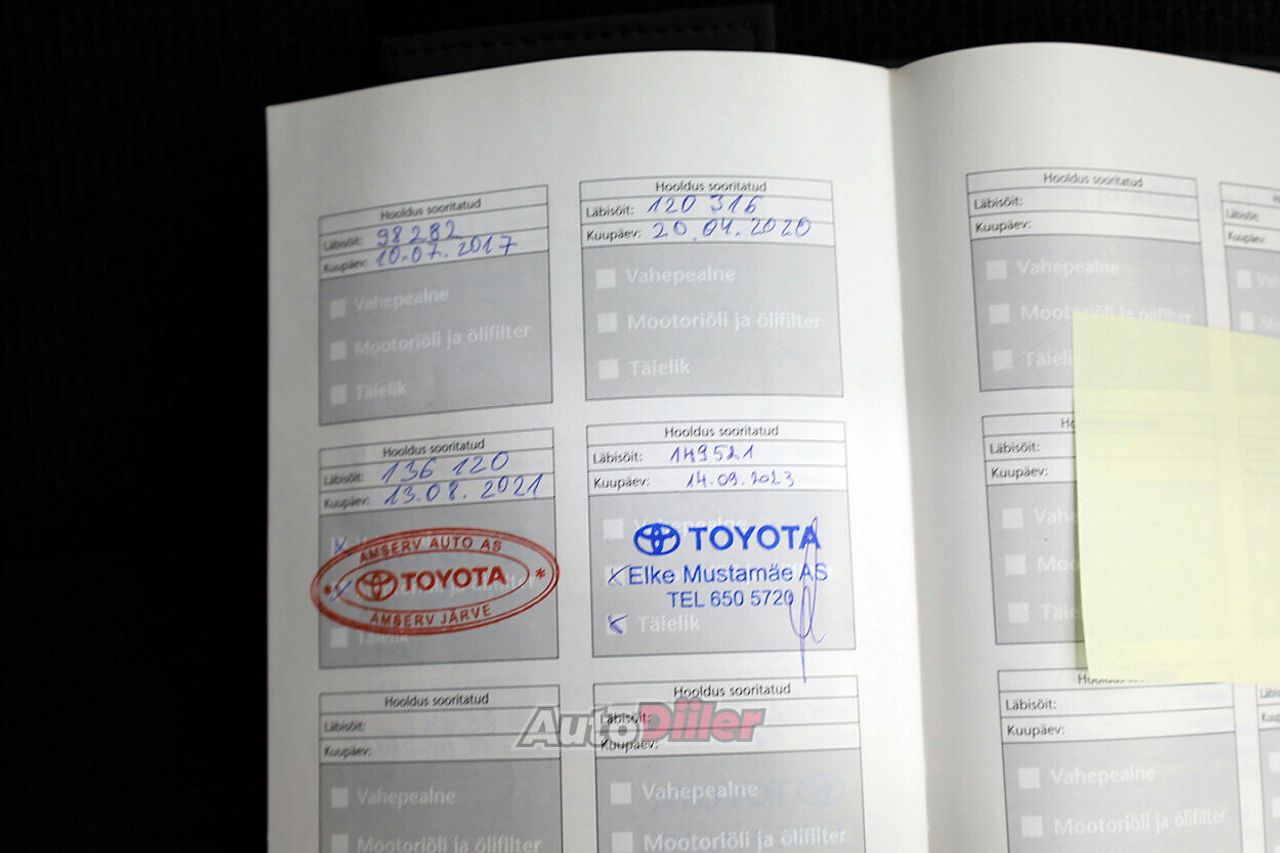 Hooldus sooritatud
Läbisõit: 98282
Kuupäev: 10.07.2017
Vahepealne
Mootoriõli ja õlifilter
Täielik
Hooldus sooritatud
Läbisõit: 120 316
Kuupäev: 20.04.2020
Vahepealne
Mootoriõli ja õlifilter
Täielik
Hooldus sooritatud
Läbisõit: 136 120
Kuupäev: 13.08.2021
AMSERV AUTO AS
* TOYOTA *
AMSERV JÄRVE
Täielik
Hooldus sooritatud
Läbisõit: 149521
Kuupäev: 14.09.2023
Vahepealne
TOYOTA
Elke Mustamäe AS
TEL 650 5720
Täielik
Hooldus sooritatud
Läbisõit:
Kuupäev:
Vahepealne
Mootoriõli ja õlifilter
Hooldus sooritatud
Läbisõit:
Kuupäev:
AutoDiiler
Vahepealne
Mootoriõli ja õlifilter
Hooldus sooritatud
Läbisõit:
Kuupäev:
Vahepealne
Mootoriõli ja õlifilter
Täielik
Läbisõit:
Kuupäev:
Läbisõit:
Kuupäev:
Läbisõit:
Kuupäev:
Vahepealne
Mootoriõli ja õlifilter